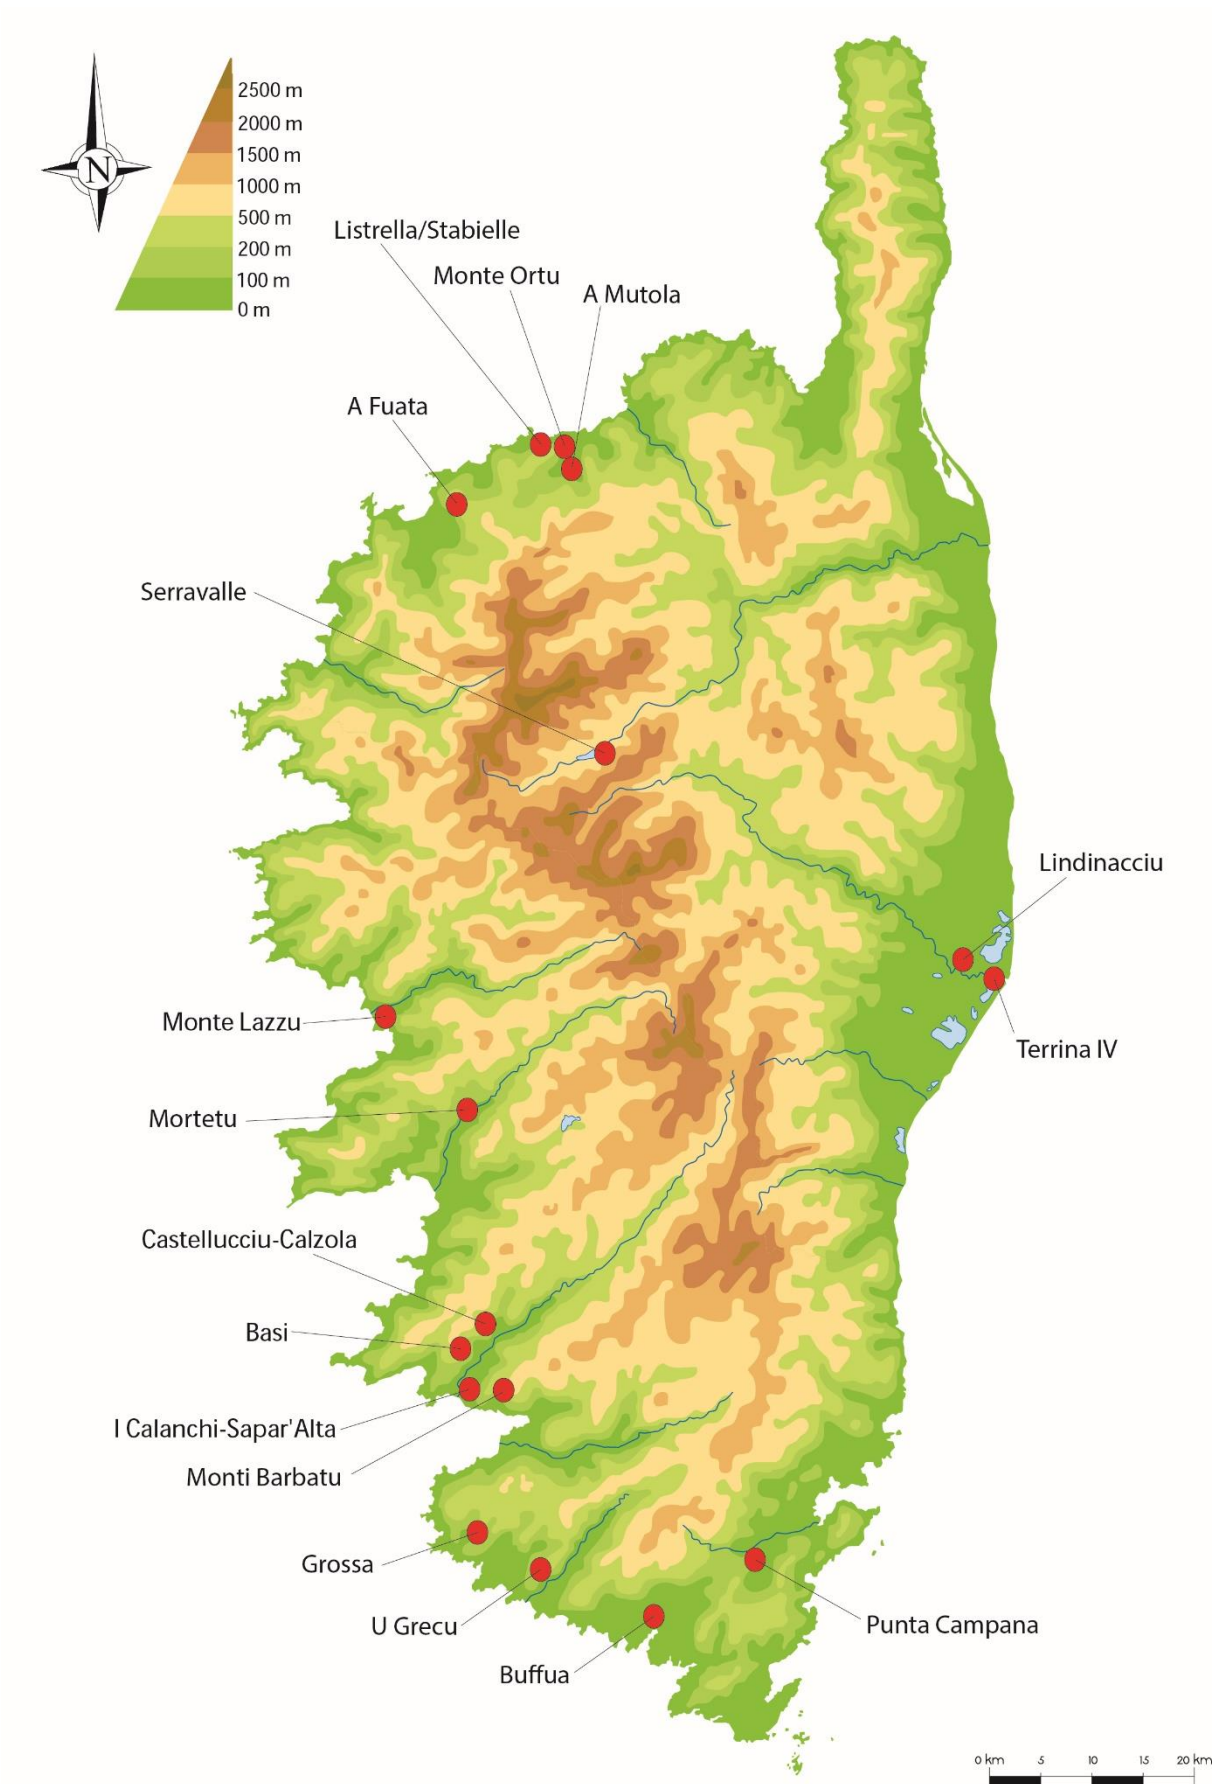 N
2500 m
2000 m
1500 m
1000 m
500 m
200 m
100 m
0 m
Listrella/Stabielle
Monte Ortu
A Mutola
A Fuata
Serravalle
Lindinacciu
Monte Lazzu
Terrina IV
Mortetu
Castellucciu-Calzola
Basi
I Calanchi-Sapar'Alta
Monti Barbatu
Grossa
U Grecu
Punta Campana
Buffua
0 km 5 10 15 20 km